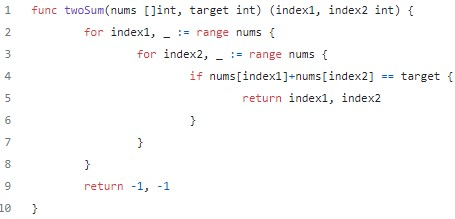 1 func twoSum(nums []int, target int) (index1, index2 int) {
2 for index1, _ := range nums {
3 for index2, _ := range nums {
4 if nums[index1]+nums[index2] == target {
5 return index1, index2
6 }
7 }
8 }
9 return -1, -1
10 }